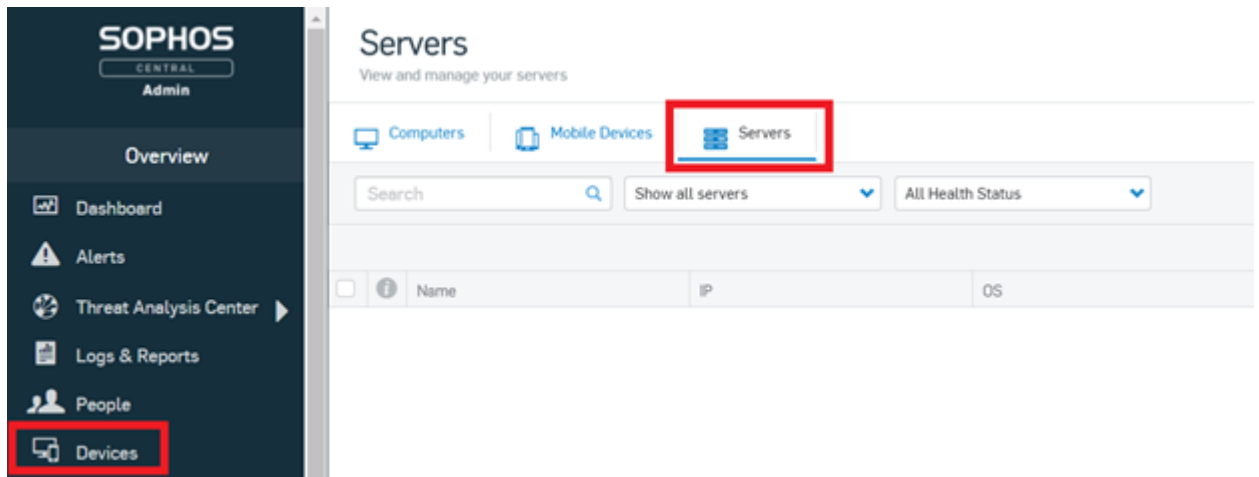 SOPHOS
CENTRAL
Admin
Overview
Dashboard
Alerts
Threat Analysis Center
Logs & Reports
People
Devices
Servers
View and manage your servers
Computers Mobile Devices Servers
Search Show all servers All Health Status
Name IP OS